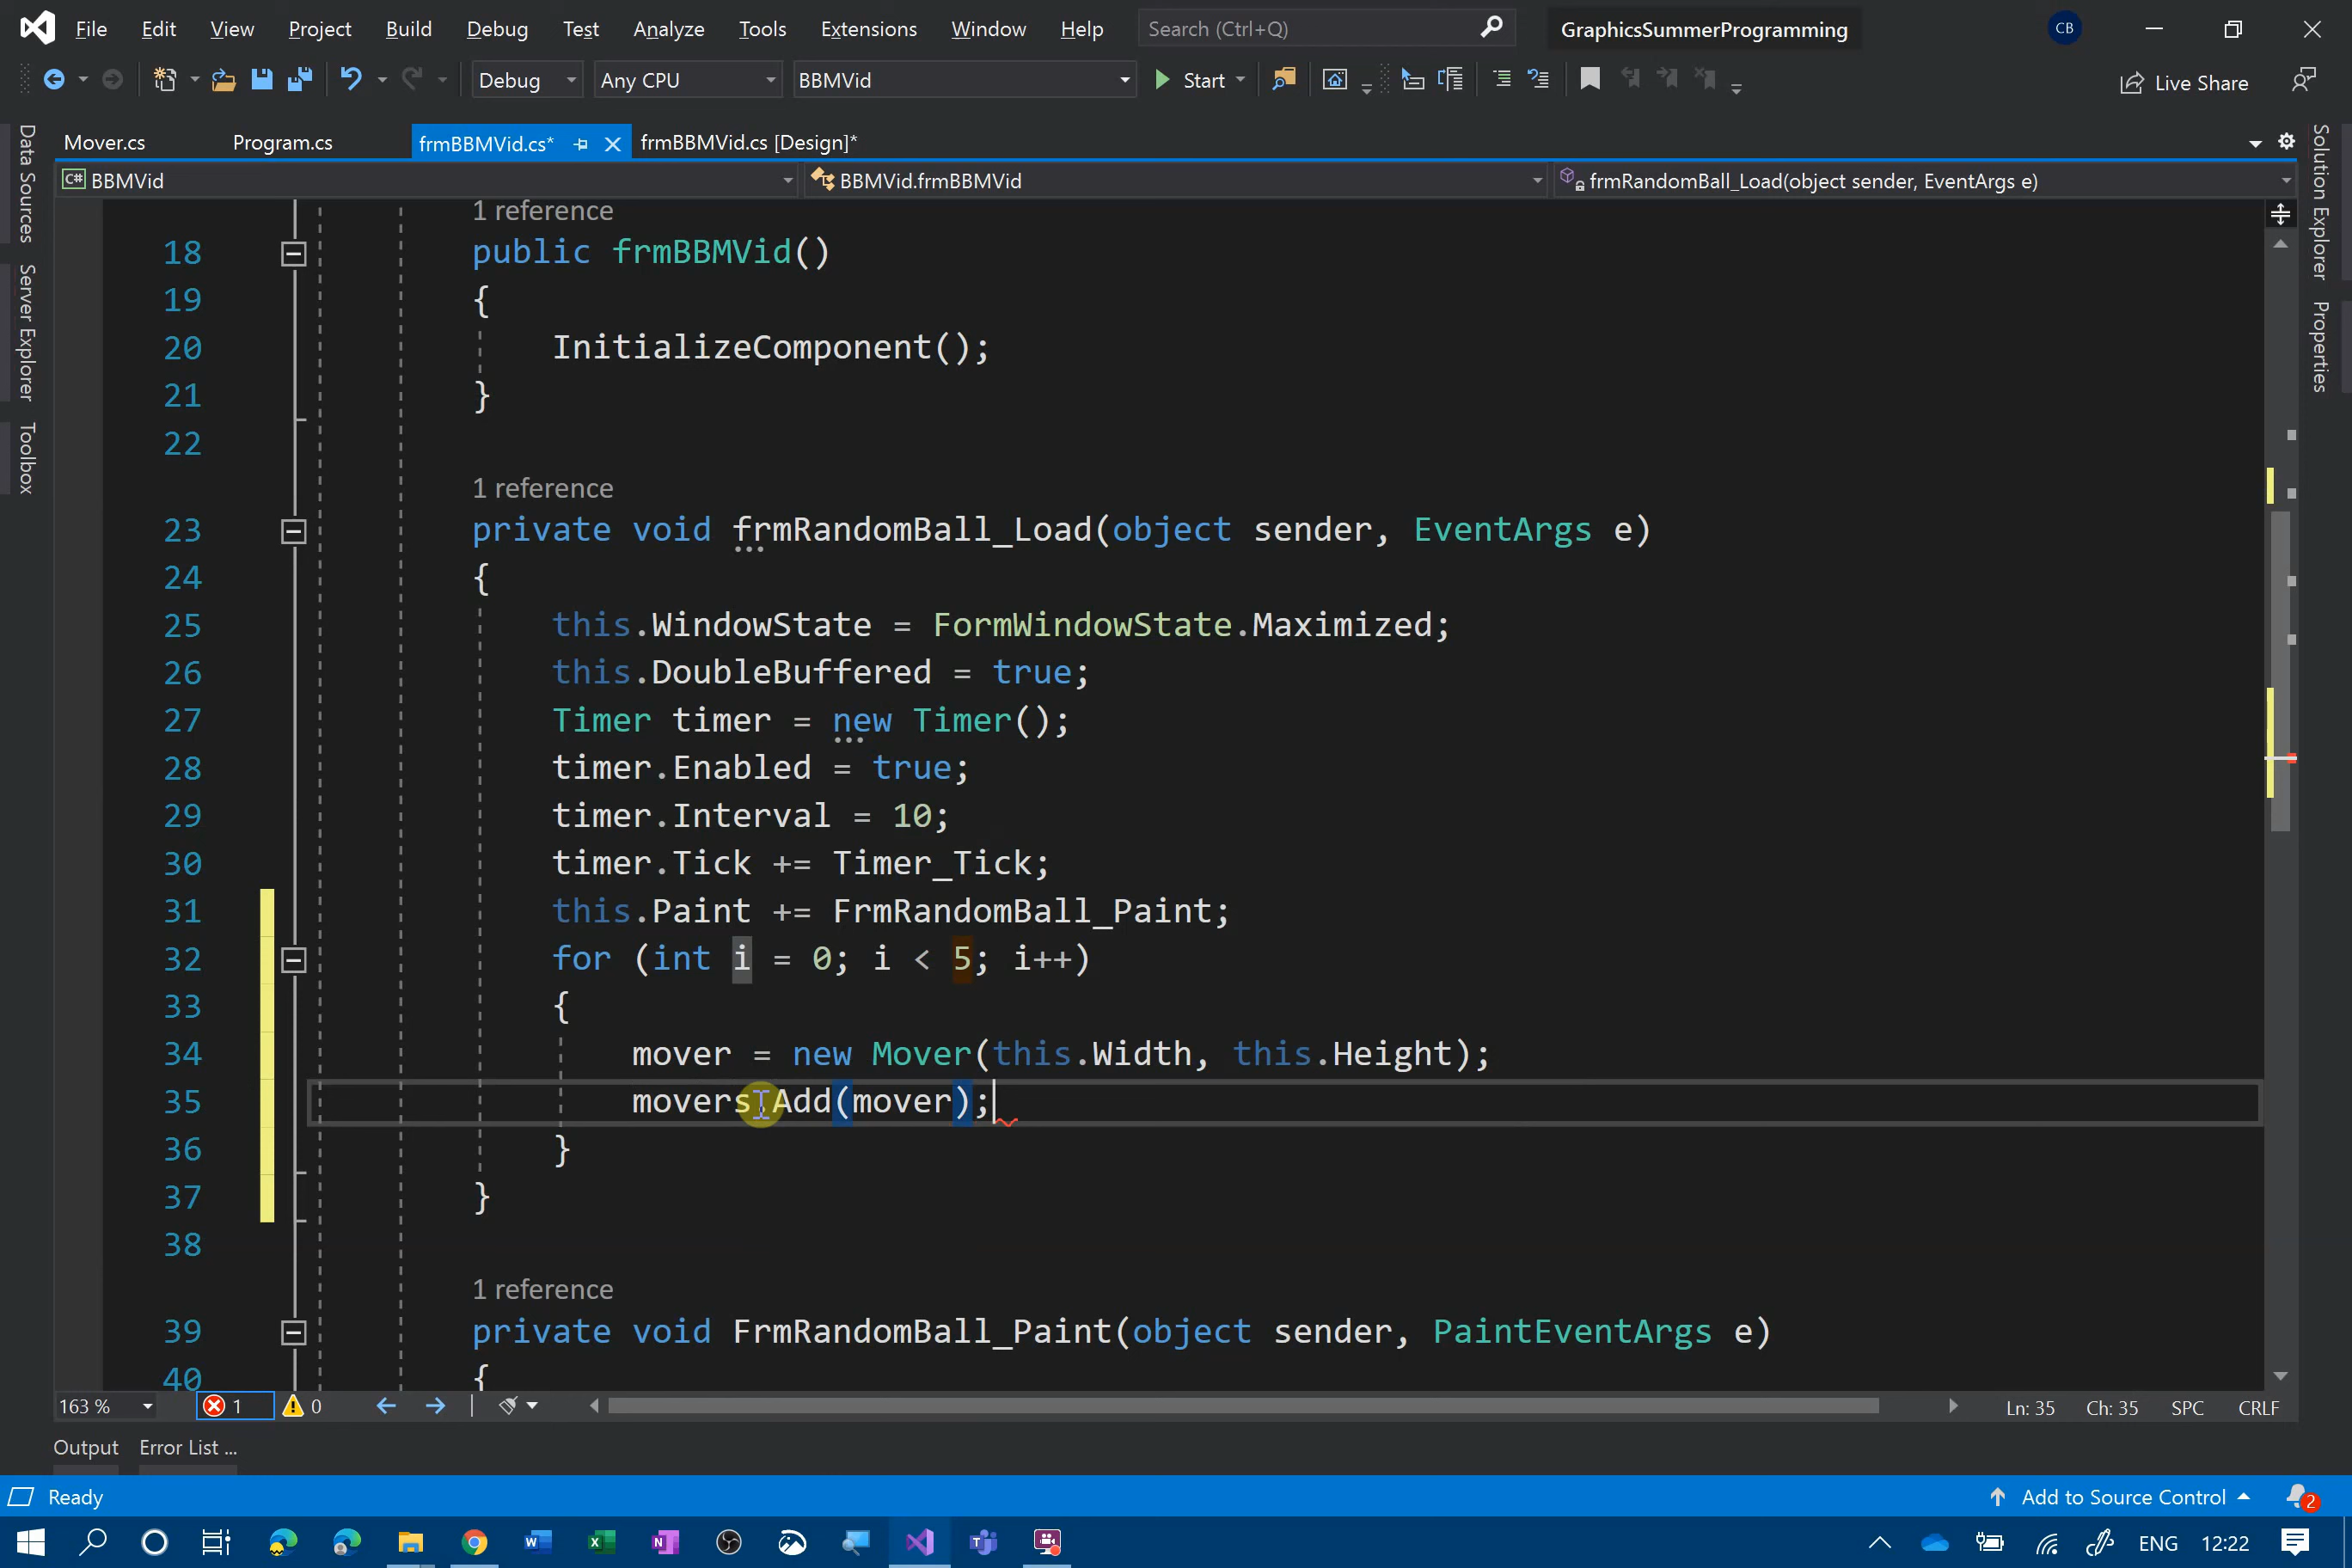 File Edit View Project Build Debug Test Analyze Tools Extensions Window Help Search (Ctrl+Q) GraphicsSummerProgramming CB
Debug Any CPU BBMVid Start Live Share
Mover.cs Program.cs frmBBMVid.cs* frmBBMVid.cs [Design]*
C# BBMVid BBMVid.frmBBMVid frmRandomBall_Load(object sender, EventArgs e)
Data Sources
Server Explorer
Toolbox
Solution Explorer
Properties
1 reference
18 public frmBBMVid()
19 {
20 InitializeComponent();
21 }
22
1 reference
23 private void frmRandomBall_Load(object sender, EventArgs e)
24 {
25 this.WindowState = FormWindowState.Maximized;
26 this.DoubleBuffered = true;
27 Timer timer = new Timer();
28 timer.Enabled = true;
29 timer.Interval = 10;
30 timer.Tick += Timer_Tick;
31 this.Paint += FrmRandomBall_Paint;
32 for (int i = 0; i < 5; i++)
33 {
34 mover = new Mover(this.Width, this.Height);
35 movers.Add(mover);
36 }
37 }
38
1 reference
39 private void FrmRandomBall_Paint(object sender, PaintEventArgs e)
40 {
163 % 1 0 Ln: 35 Ch: 35 SPC CRLF
Output Error List ...
Ready Add to Source Control 2
ENG 12:22